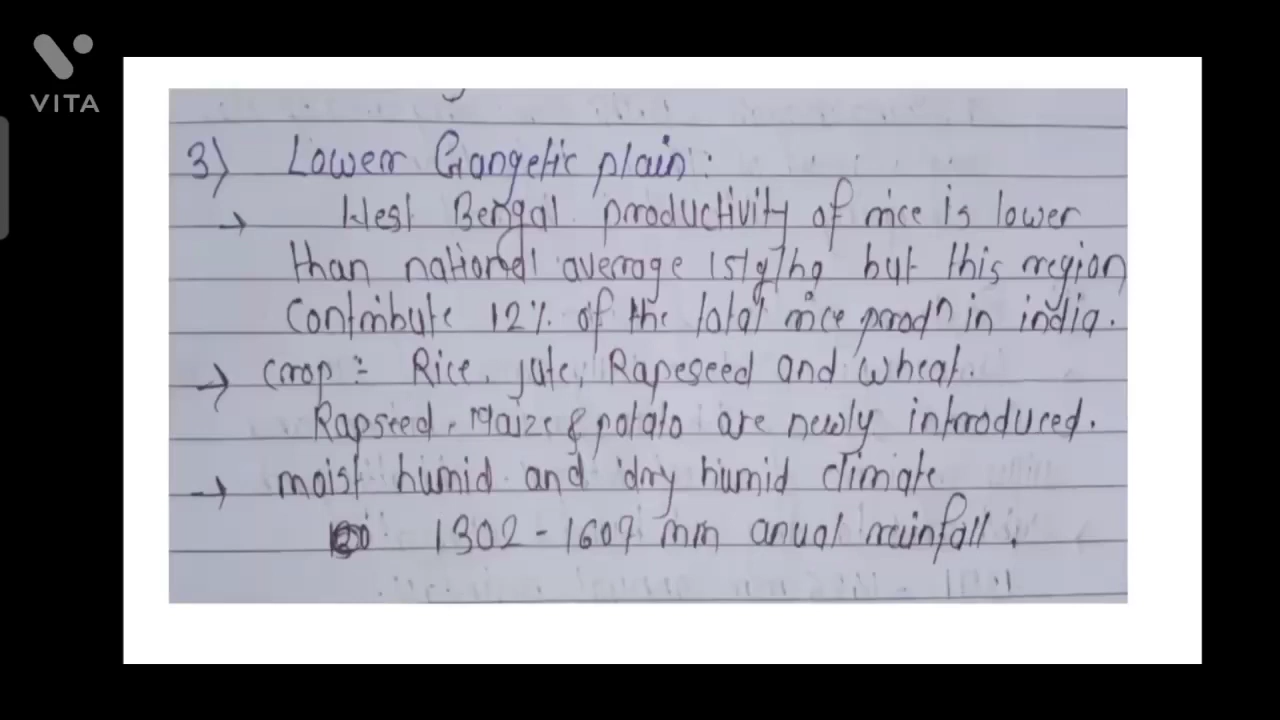 VITA
3) Lower Gangetic plain:
→ West Bengal productivity of rice is lower
than national average 15/q/hq but this region
Contribute 12% of the total rice prodn in india.
→ Crop = Rice, jute, Rapeseed and wheat.
Rapseed, Maize & potato are newly introduced.
→ moist humid and dry humid climate
1302 - 1607 mm anual rainfall.